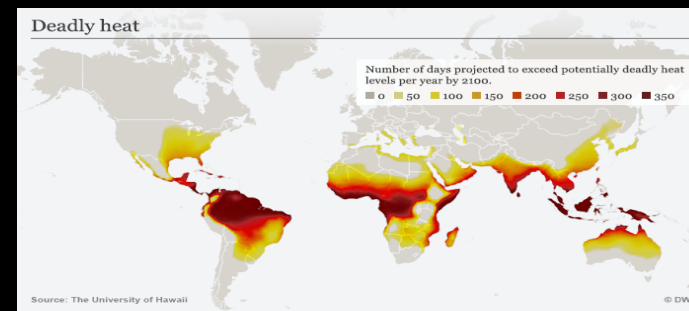 Deadly heat
Number of days projected to exceed potentially deadly heat
levels per year by 2100.
0 50 100 150 200 250 300 350
Source: The University of Hawaii
© DW